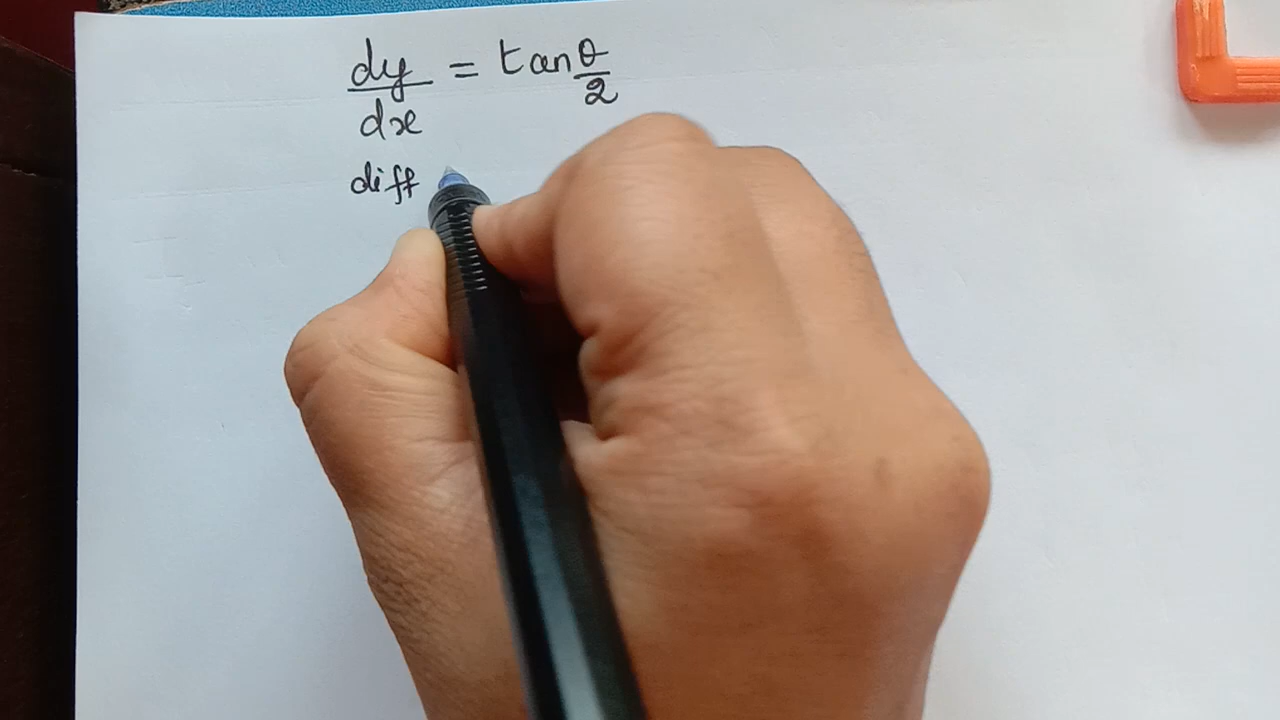 dy/dx = tan θ/2
diff